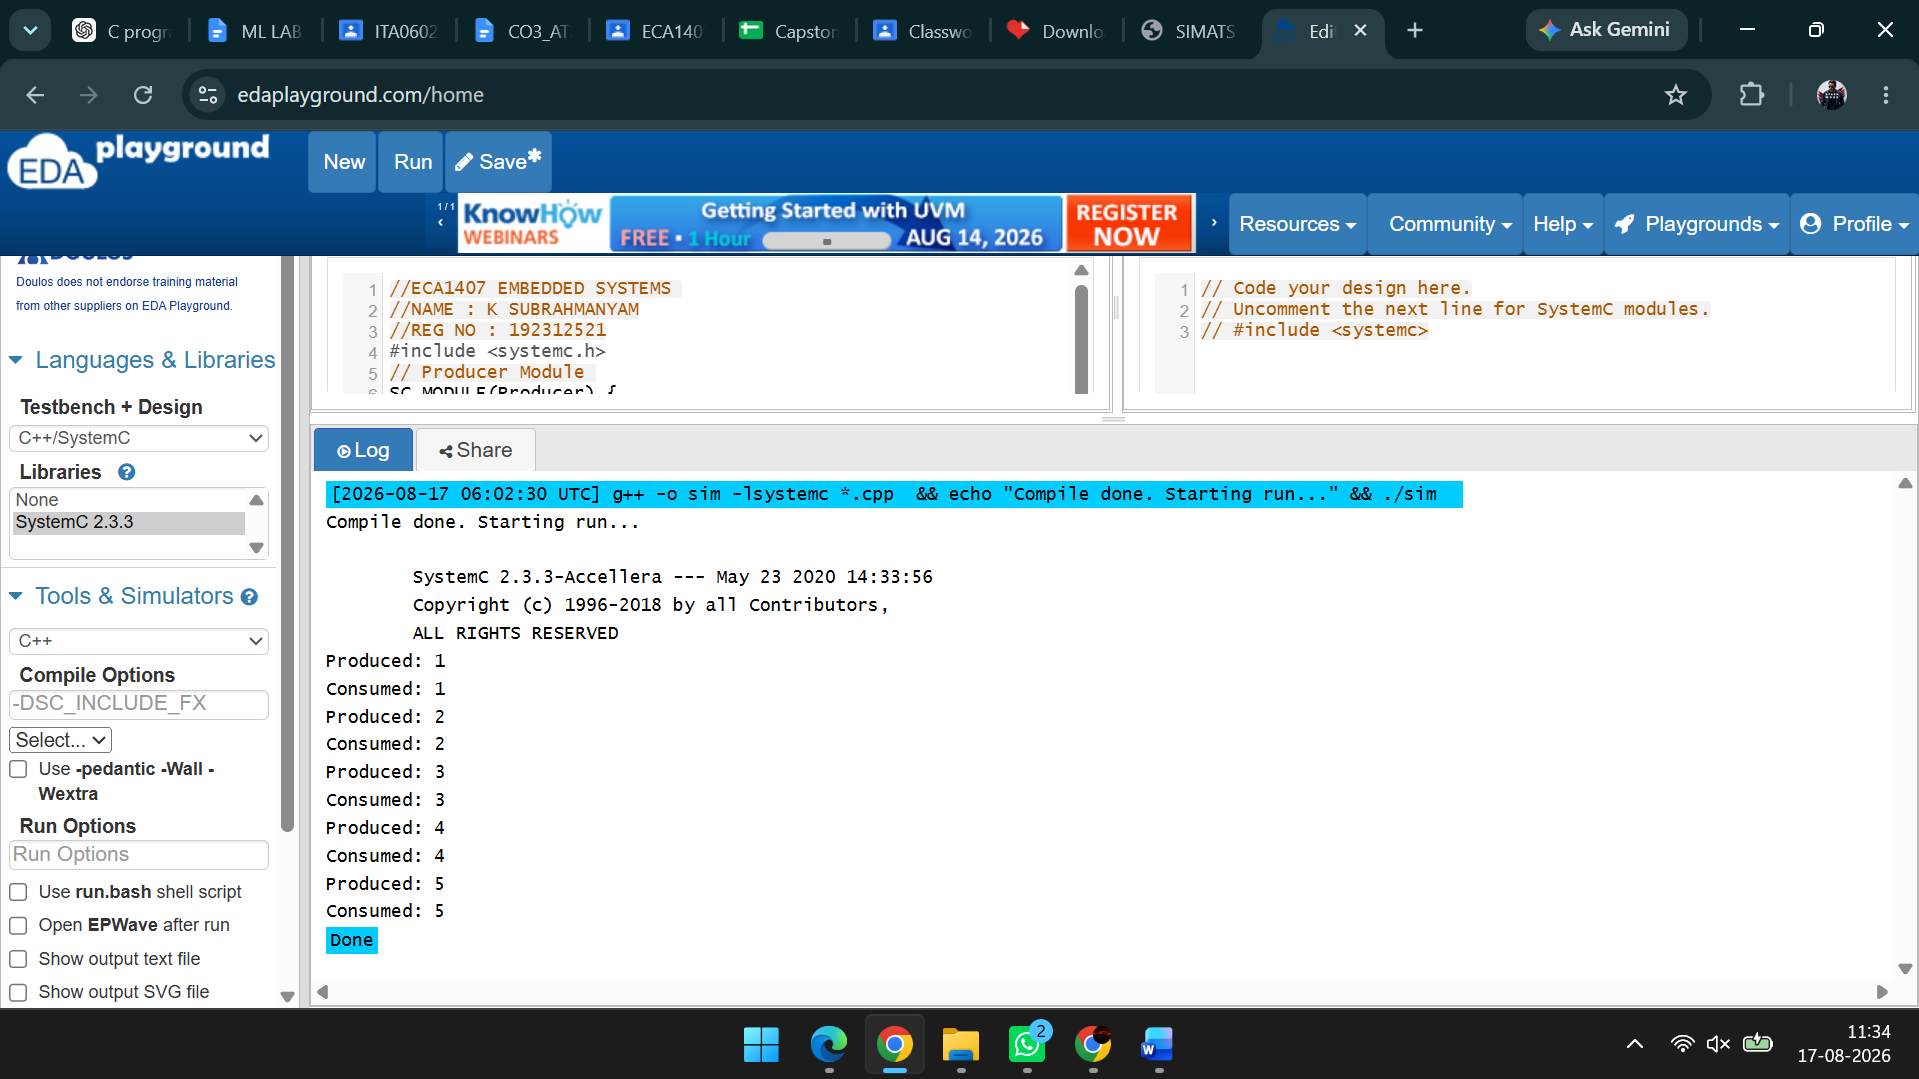 C progr
ML LAB
ITA0602
CO3_AT
ECA140
Capston
Classwo
Downlo
SIMATS
Edi
Ask Gemini
edaplayground.com/home
EDA playground
New
Run
Save*
1/1
KnowHow WEBINARS
Getting Started with UVM
FREE • 1 Hour
AUG 14, 2026
REGISTER NOW
Resources
Community
Help
Playgrounds
Profile
DOULOS
Doulos does not endorse training material
from other suppliers on EDA Playground.
Languages & Libraries
Testbench + Design
C++/SystemC
Libraries
None
SystemC 2.3.3
Tools & Simulators
C++
Compile Options
-DSC_INCLUDE_FX
Select...
Use -pedantic -Wall -
Wextra
Run Options
Run Options
Use run.bash shell script
Open EPWave after run
Show output text file
Show output SVG file
1 //ECA1407 EMBEDDED SYSTEMS
2 //NAME : K SUBRAHMANYAM
3 //REG NO : 192312521
4 #include <systemc.h>
5 // Producer Module
6 SC_MODULE(Producer) {
1 // Code your design here.
2 // Uncomment the next line for SystemC modules.
3 // #include <systemc>
Log
Share
[2026-08-17 06:02:30 UTC] g++ -o sim -lsystemc *.cpp && echo "Compile done. Starting run..." && ./sim
Compile done. Starting run...
SystemC 2.3.3-Accellera --- May 23 2020 14:33:56
Copyright (c) 1996-2018 by all Contributors,
ALL RIGHTS RESERVED
Produced: 1
Consumed: 1
Produced: 2
Consumed: 2
Produced: 3
Consumed: 3
Produced: 4
Consumed: 4
Produced: 5
Consumed: 5
Done
2
11:34
17-08-2026